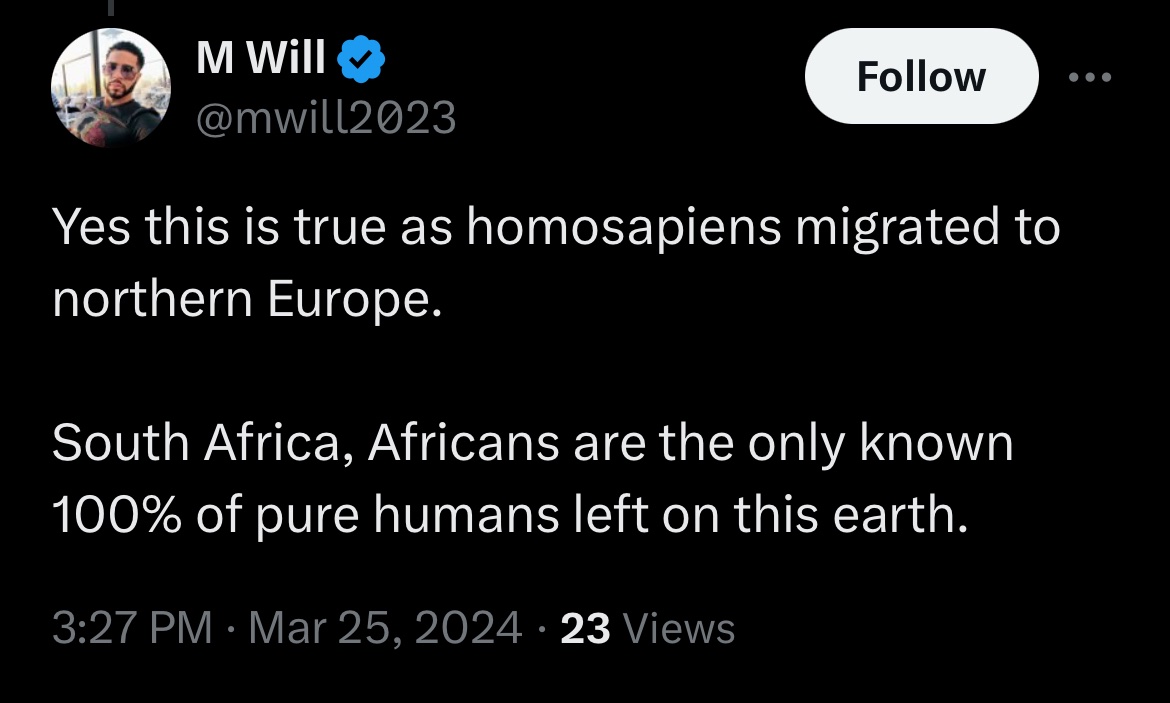 M Will
@mwill2023
Follow
Yes this is true as homosapiens migrated to
northern Europe.
South Africa, Africans are the only known
100% of pure humans left on this earth.
3:27 PM · Mar 25, 2024 · 23 Views